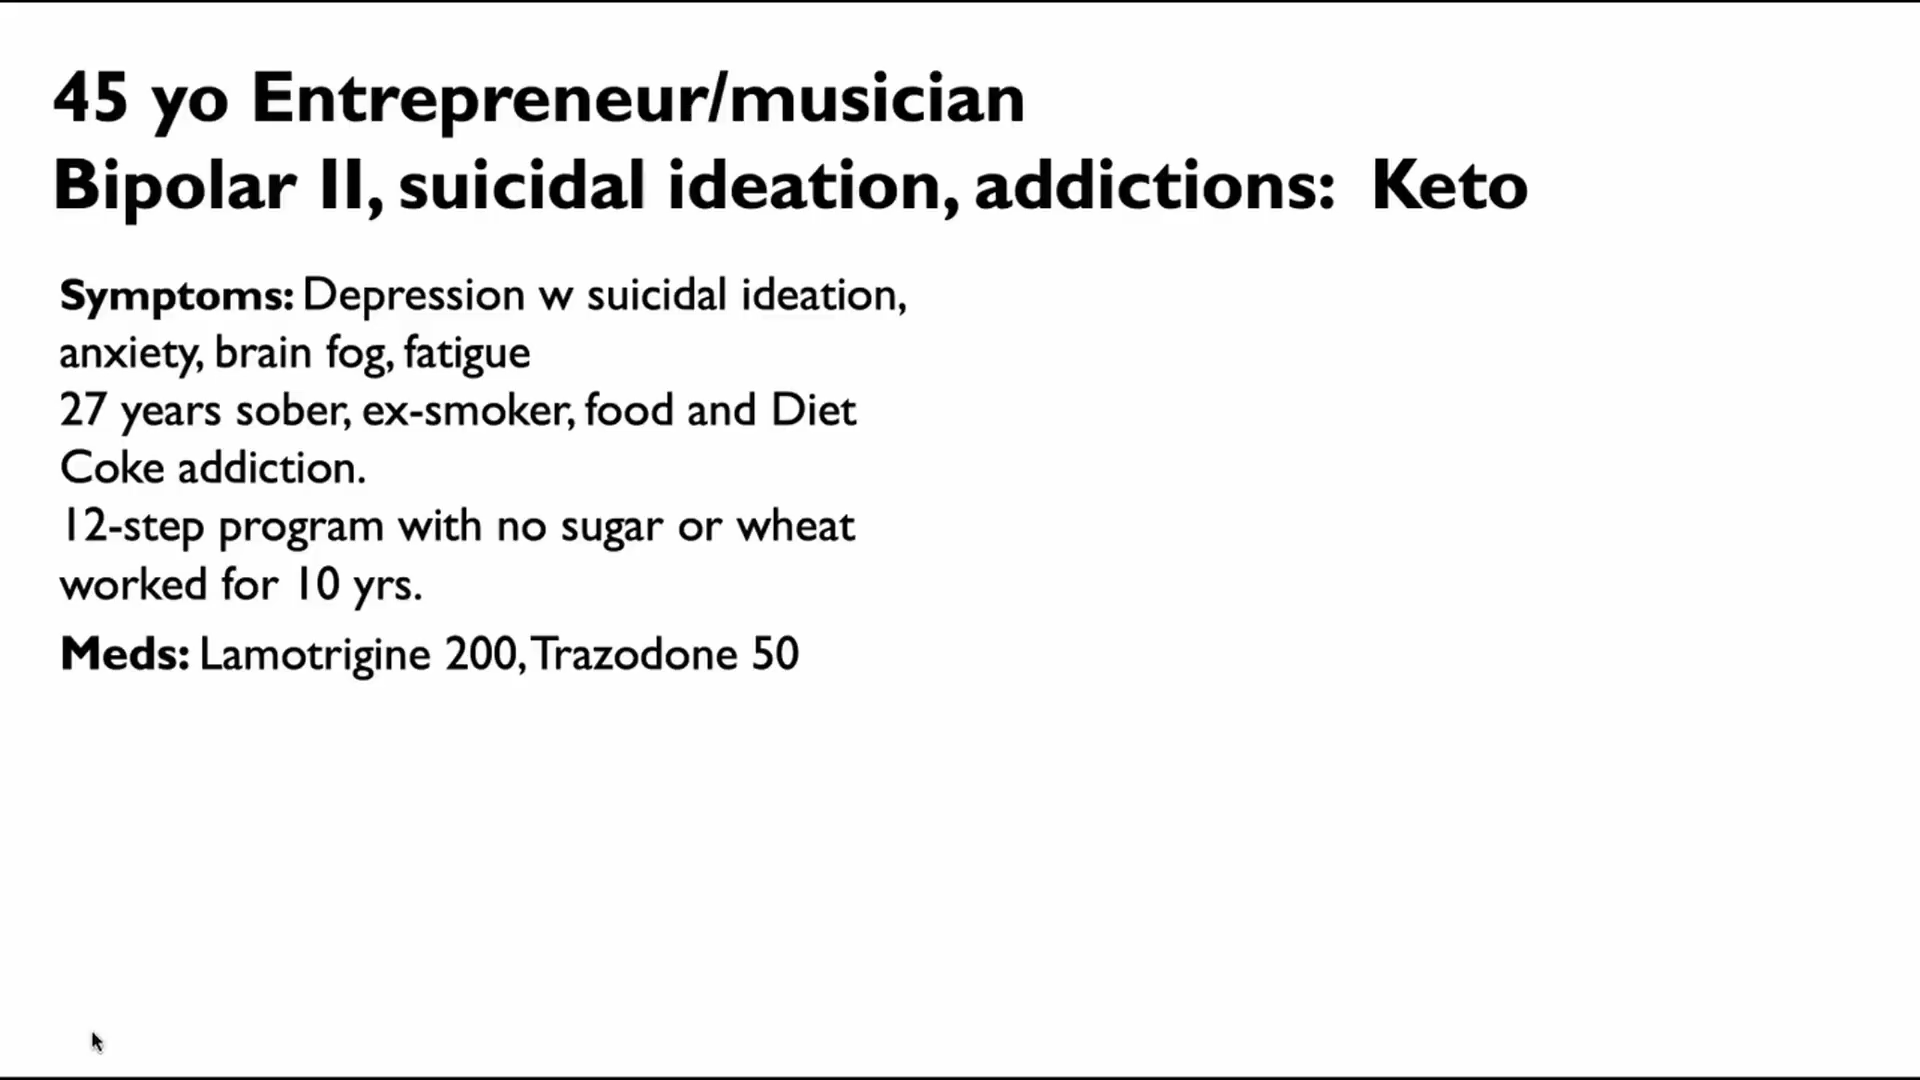 45 yo Entrepreneur/musician
Bipolar II, suicidal ideation, addictions: Keto
Symptoms: Depression w suicidal ideation,
anxiety, brain fog, fatigue
27 years sober, ex-smoker, food and Diet
Coke addiction.
12-step program with no sugar or wheat
worked for 10 yrs.
Meds: Lamotrigine 200, Trazodone 50